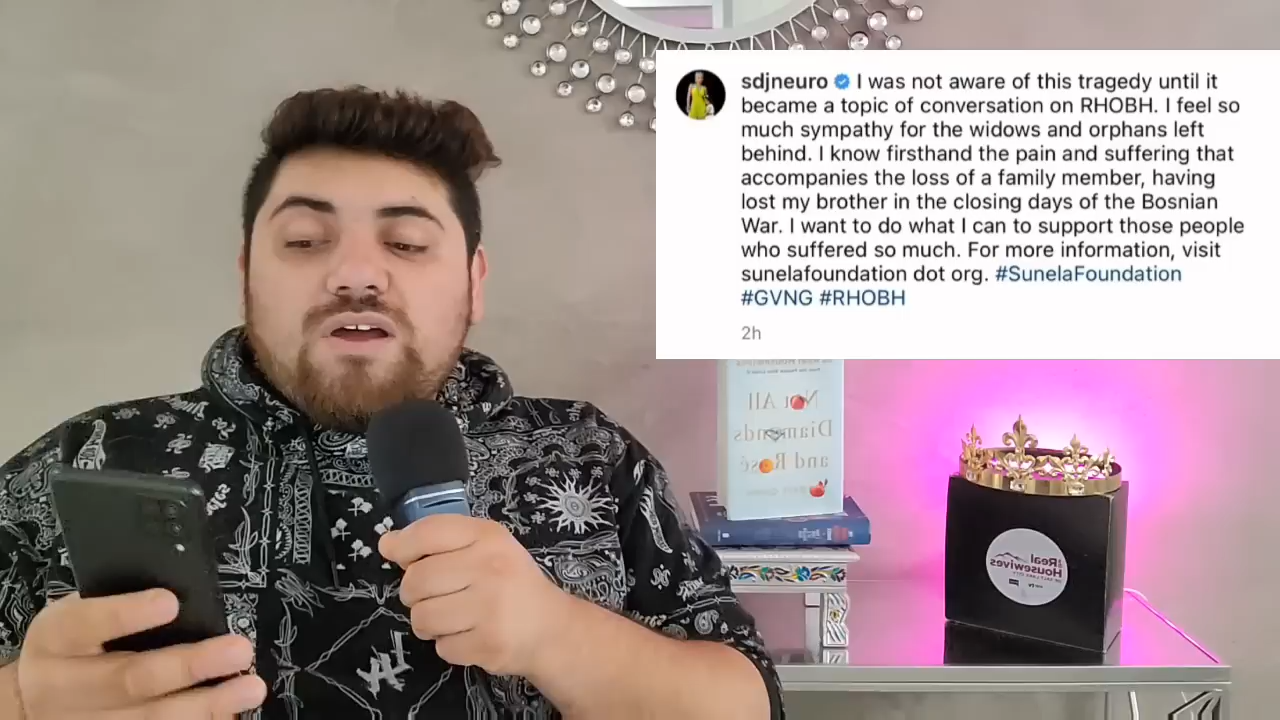 sdjneuro I was not aware of this tragedy until it
became a topic of conversation on RHOBH. I feel so
much sympathy for the widows and orphans left
behind. I know firsthand the pain and suffering that
accompanies the loss of a family member, having
lost my brother in the closing days of the Bosnian
War. I want to do what I can to support those people
who suffered so much. For more information, visit
sunelafoundation dot org. #SunelaFoundation
#GVNG #RHOBH
2h
Not All
Diamonds
and Rosé
Real
Housewives